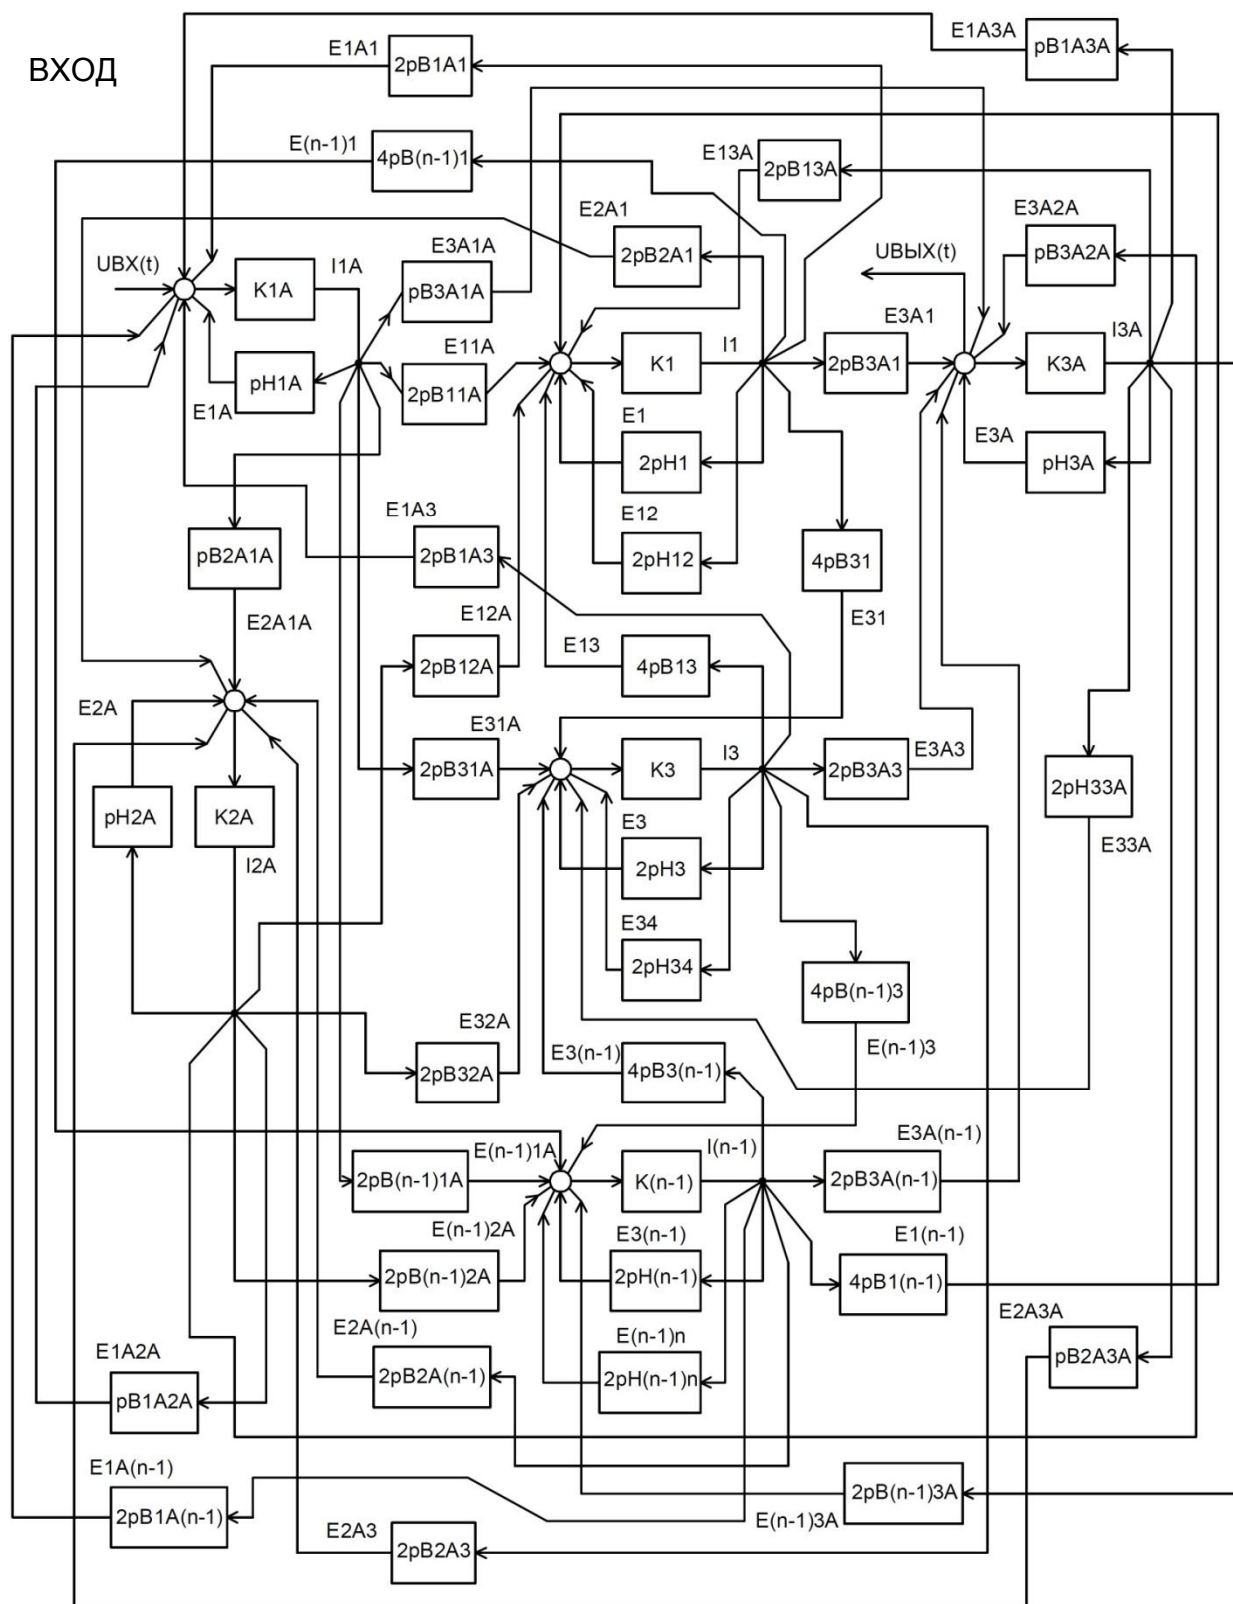 E1A3A
pB1A3A
E1A1
2pB1A1
ВХОД
E(n-1)1
4pB(n-1)1
E13A
2pB13A
E2A1
2pB2A1
E3A2A
pB3A2A
UВЫХ(t)
E3A1A
pB3A1A
UВХ(t)
K1A
I1A
E3A1
I3A
E11A
K1
I1
2pB3A1
K3A
pH1A
2pB11A
E1A
E1
2pH1
E3A
pH3A
E1A3
2pB1A3
E12
2pH12
4pB31
pB2A1A
E31
E2A1A
E12A
2pB12A
E13
4pB13
E2A
E31A
2pB31A
K3
I3
2pB3A3
E3A3
2pH33A
pH2A
K2A
E3
E33A
I2A
2pH3
E34
2pH34
4pB(n-1)3
E32A
2pB32A
E3(n-1)
4pB3(n-1)
E(n-1)3
E(n-1)1A
2pB(n-1)1A
K(n-1)
I(n-1)
E3A(n-1)
2pB3A(n-1)
E(n-1)2A
2pB(n-1)2A
E3(n-1)
2pH(n-1)
E1(n-1)
4pB1(n-1)
E2A3A
pB2A3A
E2A(n-1)
2pB2A(n-1)
E(n-1)n
2pH(n-1)n
E1A2A
pB1A2A
E1A(n-1)
2pB1A(n-1)
2pB(n-1)3A
E(n-1)3A
E2A3
2pB2A3